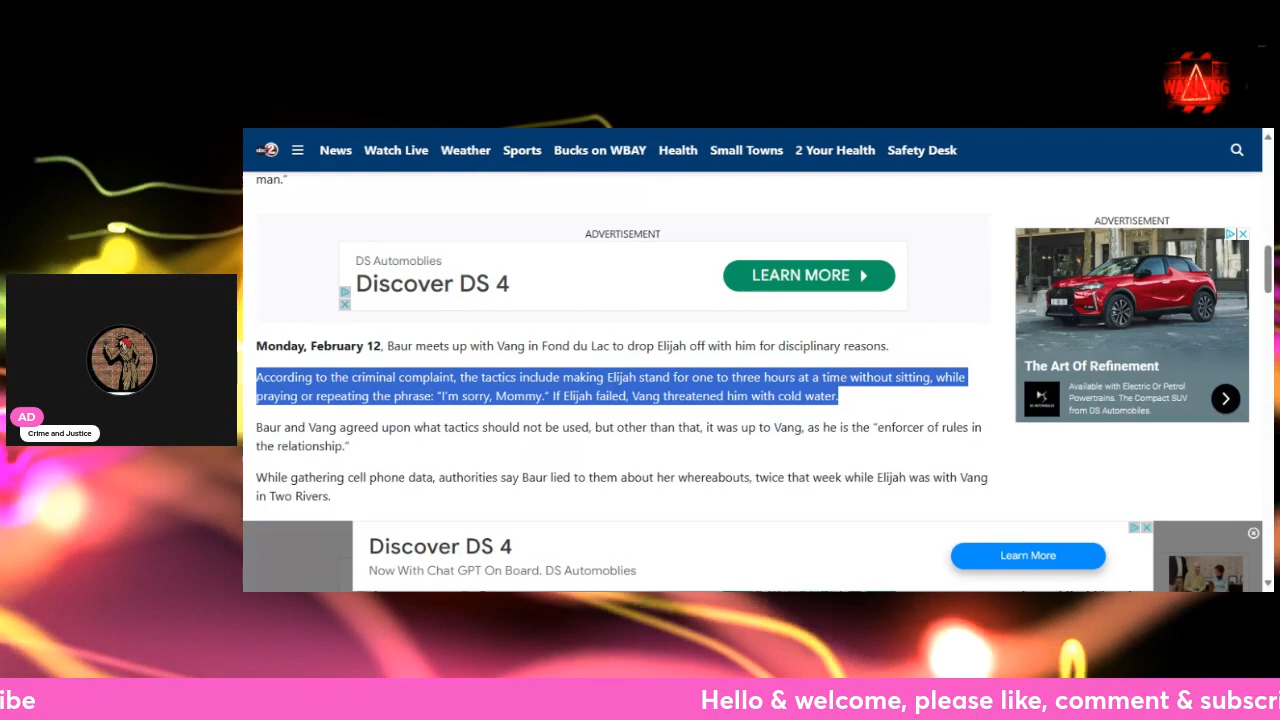 WARNING
abc 2
News Watch Live Weather Sports Bucks on WBAY Health Small Towns 2 Your Health Safety Desk
man.”
ADVERTISEMENT
DS Automoblies
Discover DS 4
LEARN MORE
ADVERTISEMENT
The Art Of Refinement
Available with Electric Or Petrol
Powertrains. The Compact SUV
from DS Automobiles.
Monday, February 12, Baur meets up with Vang in Fond du Lac to drop Elijah off with him for disciplinary reasons.
According to the criminal complaint, the tactics include making Elijah stand for one to three hours at a time without sitting, while
praying or repeating the phrase: “I’m sorry, Mommy.” If Elijah failed, Vang threatened him with cold water.
Baur and Vang agreed upon what tactics should not be used, but other than that, it was up to Vang, as he is the “enforcer of rules in
the relationship.”
While gathering cell phone data, authorities say Baur lied to them about her whereabouts, twice that week while Elijah was with Vang
in Two Rivers.
Discover DS 4
Now With Chat GPT On Board. DS Automoblies
Learn More
AD
Crime and Justice
ibe Hello & welcome, please like, comment & subscri